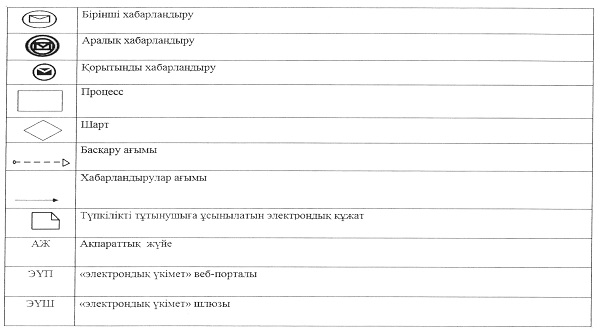 Бірінші хабарландыру
Аралық хабарландыру
Қорытынды хабарландыру
Процесс
Шарт
Басқару ағымы
Хабарландырулар ағымы
Түпкілікті тұтынушыға ұсынылатын электрондық құжат
АЖ Ақпараттық жүйе
ЭҮП «электрондық үкімет» веб-порталы
ЭҮШ «электрондық үкімет» шлюзы